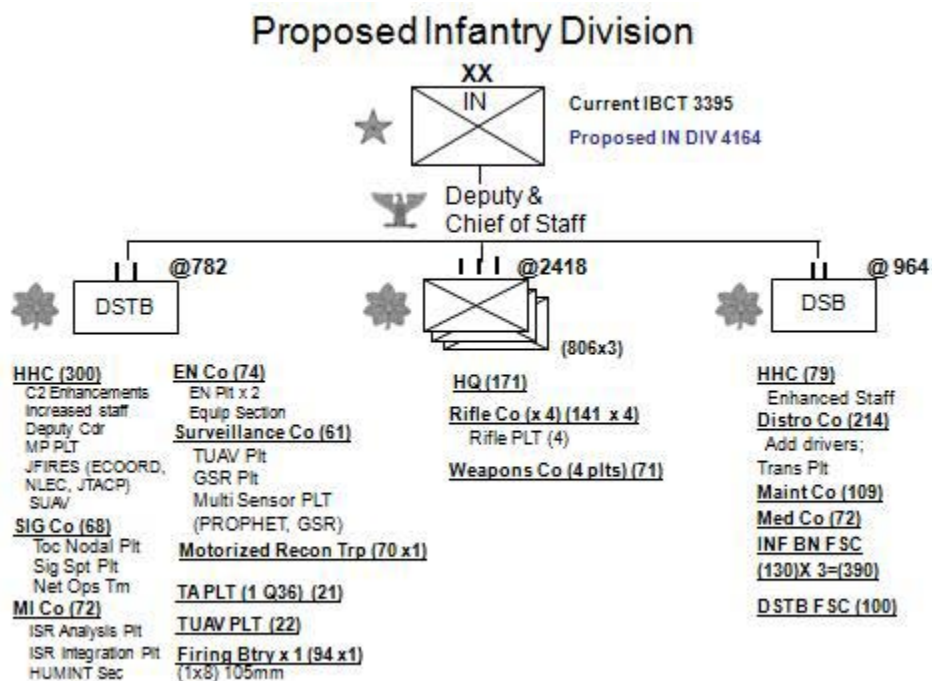 Proposed Infantry Division
XX
IN
Current IBCT 3395
Proposed IN DIV 4164
Deputy &
Chief of Staff
I I @782
DSTB
I I I @2418
(806x3)
I I @ 964
DSB
HHC (300)
C2 Enhancements
Increased staff
Deputy Cdr
MP PLT
JFIRES (ECOORD,
NLEC, JTACP)
SUAV
SIG Co (68)
Toc Nodal Plt
Sig Spt Plt
Net Ops Tm
MI Co (72)
ISR Analysis Plt
ISR Integration Plt
HUMINT Sec
EN Co (74)
EN Plt x 2
Equip Section
Surveillance Co (61)
TUAV Plt
GSR Plt
Multi Sensor PLT
(PROPHET, GSR)
Motorized Recon Trp (70 x1)
TA PLT (1 Q36) (21)
TUAV PLT (22)
Firing Btry x 1 (94 x1)
(1x8) 105mm
HQ (171)
Rifle Co (x 4) (141 x 4)
Rifle PLT (4)
Weapons Co (4 plts) (71)
HHC (79)
Enhanced Staff
Distro Co (214)
Add drivers;
Trans Plt
Maint Co (109)
Med Co (72)
INF BN FSC
(130)X 3=(390)
DSTB FSC (100)